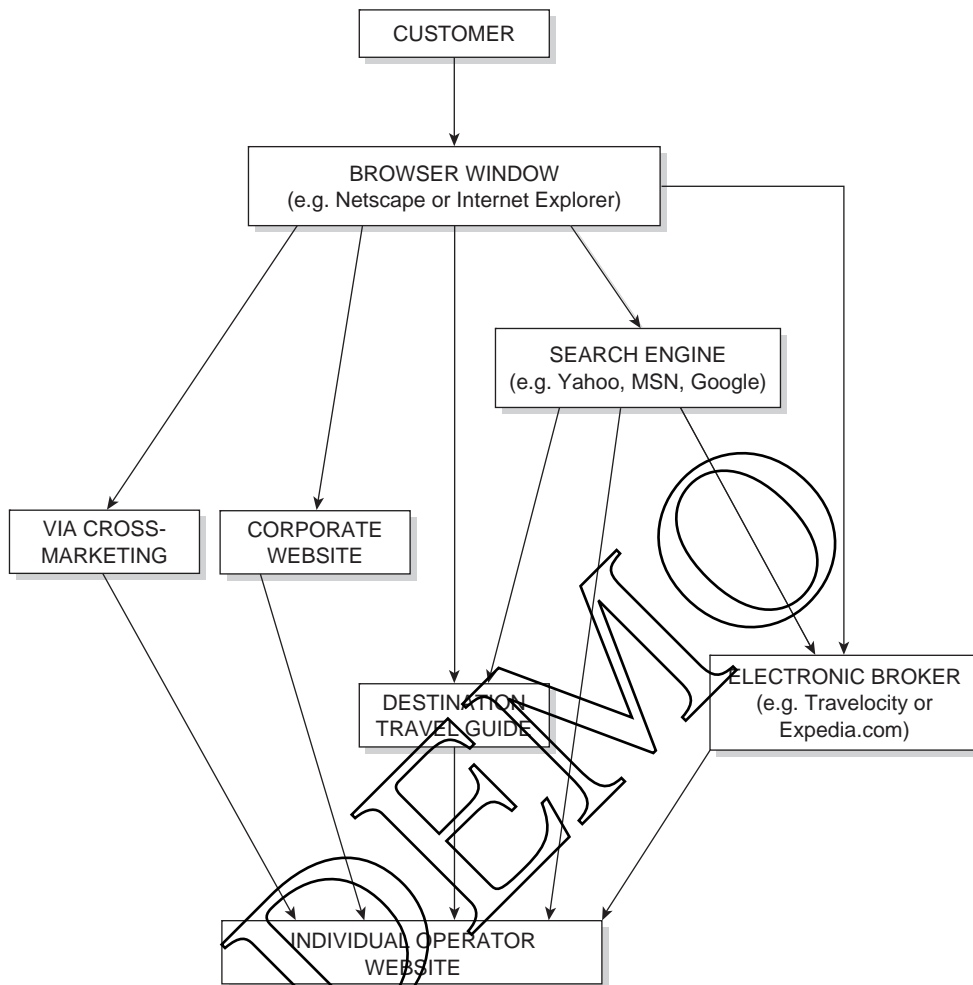 CUSTOMER
BROWSER WINDOW
(e.g. Netscape or Internet Explorer)
SEARCH ENGINE
(e.g. Yahoo, MSN, Google)
VIA CROSS-
MARKETING
CORPORATE
WEBSITE
DESTINATION
TRAVEL GUIDE
ELECTRONIC BROKER
(e.g. Travelocity or
Expedia.com)
INDIVIDUAL OPERATOR
WEBSITE
DEMO